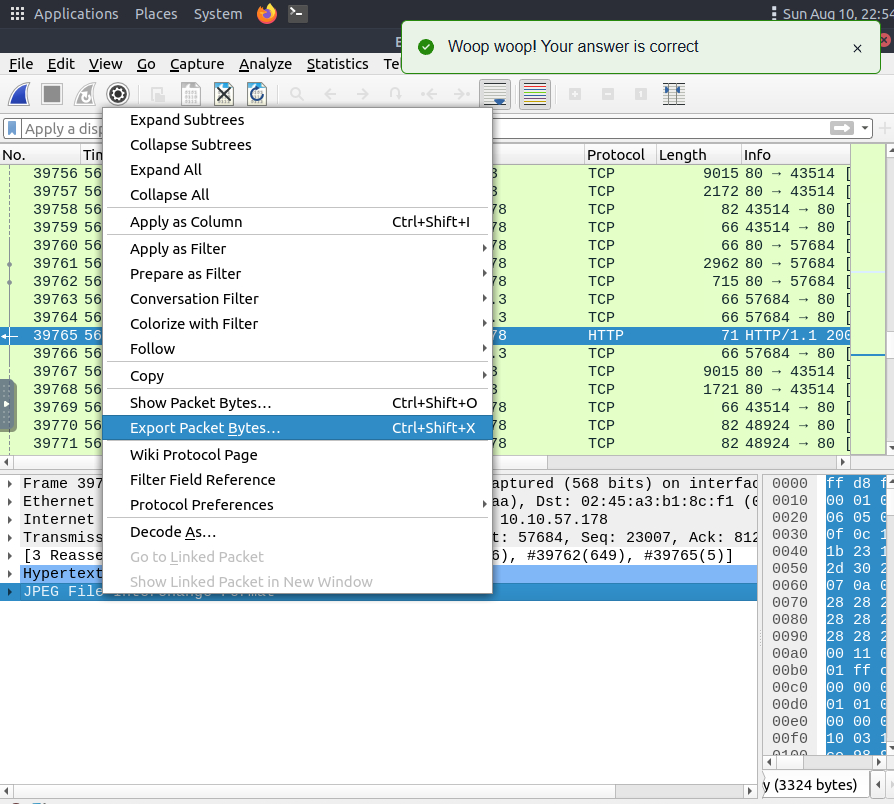 Applications Places System Sun Aug 10, 22:54
Woop woop! Your answer is correct
File Edit View Go Capture Analyze Statistics Tel
Apply a disp
No. Tim Protocol Length Info
39756 56 3 TCP 9015 80 → 43514 [
39757 56 3 TCP 2172 80 → 43514 [
39758 56 78 TCP 82 43514 → 80 [
39759 56 78 TCP 66 43514 → 80 [
39760 56 78 TCP 66 80 → 57684 [
39761 56 78 TCP 2962 80 → 57684 [
39762 56 78 TCP 715 80 → 57684 [
39763 56 .3 TCP 66 57684 → 80 [
39764 56 .3 TCP 66 57684 → 80 [
39765 56 78 HTTP 71 HTTP/1.1 200
39766 56 .3 TCP 66 57684 → 80 [
39767 56 TCP 9015 80 → 43514 [
39768 56 TCP 1721 80 → 43514 [
39769 56 78 TCP 66 43514 → 80 [
39770 56 78 TCP 82 48924 → 80 [
39771 56 78 TCP 82 48924 → 80 [
Expand Subtrees
Collapse Subtrees
Expand All
Collapse All
Apply as Column Ctrl+Shift+I
Apply as Filter
Prepare as Filter
Conversation Filter
Colorize with Filter
Follow
Copy
Show Packet Bytes… Ctrl+Shift+O
Export Packet Bytes… Ctrl+Shift+X
Wiki Protocol Page
Filter Field Reference
Protocol Preferences
Decode As…
Go to Linked Packet
Show Linked Packet in New Window
Frame 397 aptured (568 bits) on interfac
Ethernet aa), Dst: 02:45:a3:b1:8c:f1 (0
Internet 10.10.57.178
Transmiss t: 57684, Seq: 23007, Ack: 812
[3 Reasse 6), #39762(649), #39765(5)]
Hypertext
JPEG File Interchange Format
0000 ff d8 f
0010 00 01 0
0020 06 05 0
0030 0f 0c 1
0040 1b 23 1
0050 2d 30 2
0060 07 0a 0
0070 28 28 2
0080 28 28 2
0090 28 28 2
00a0 00 11 0
00b0 01 ff c
00c0 00 00 0
00d0 01 01 0
00e0 00 00 0
00f0 10 03 1
0100
y (3324 bytes)